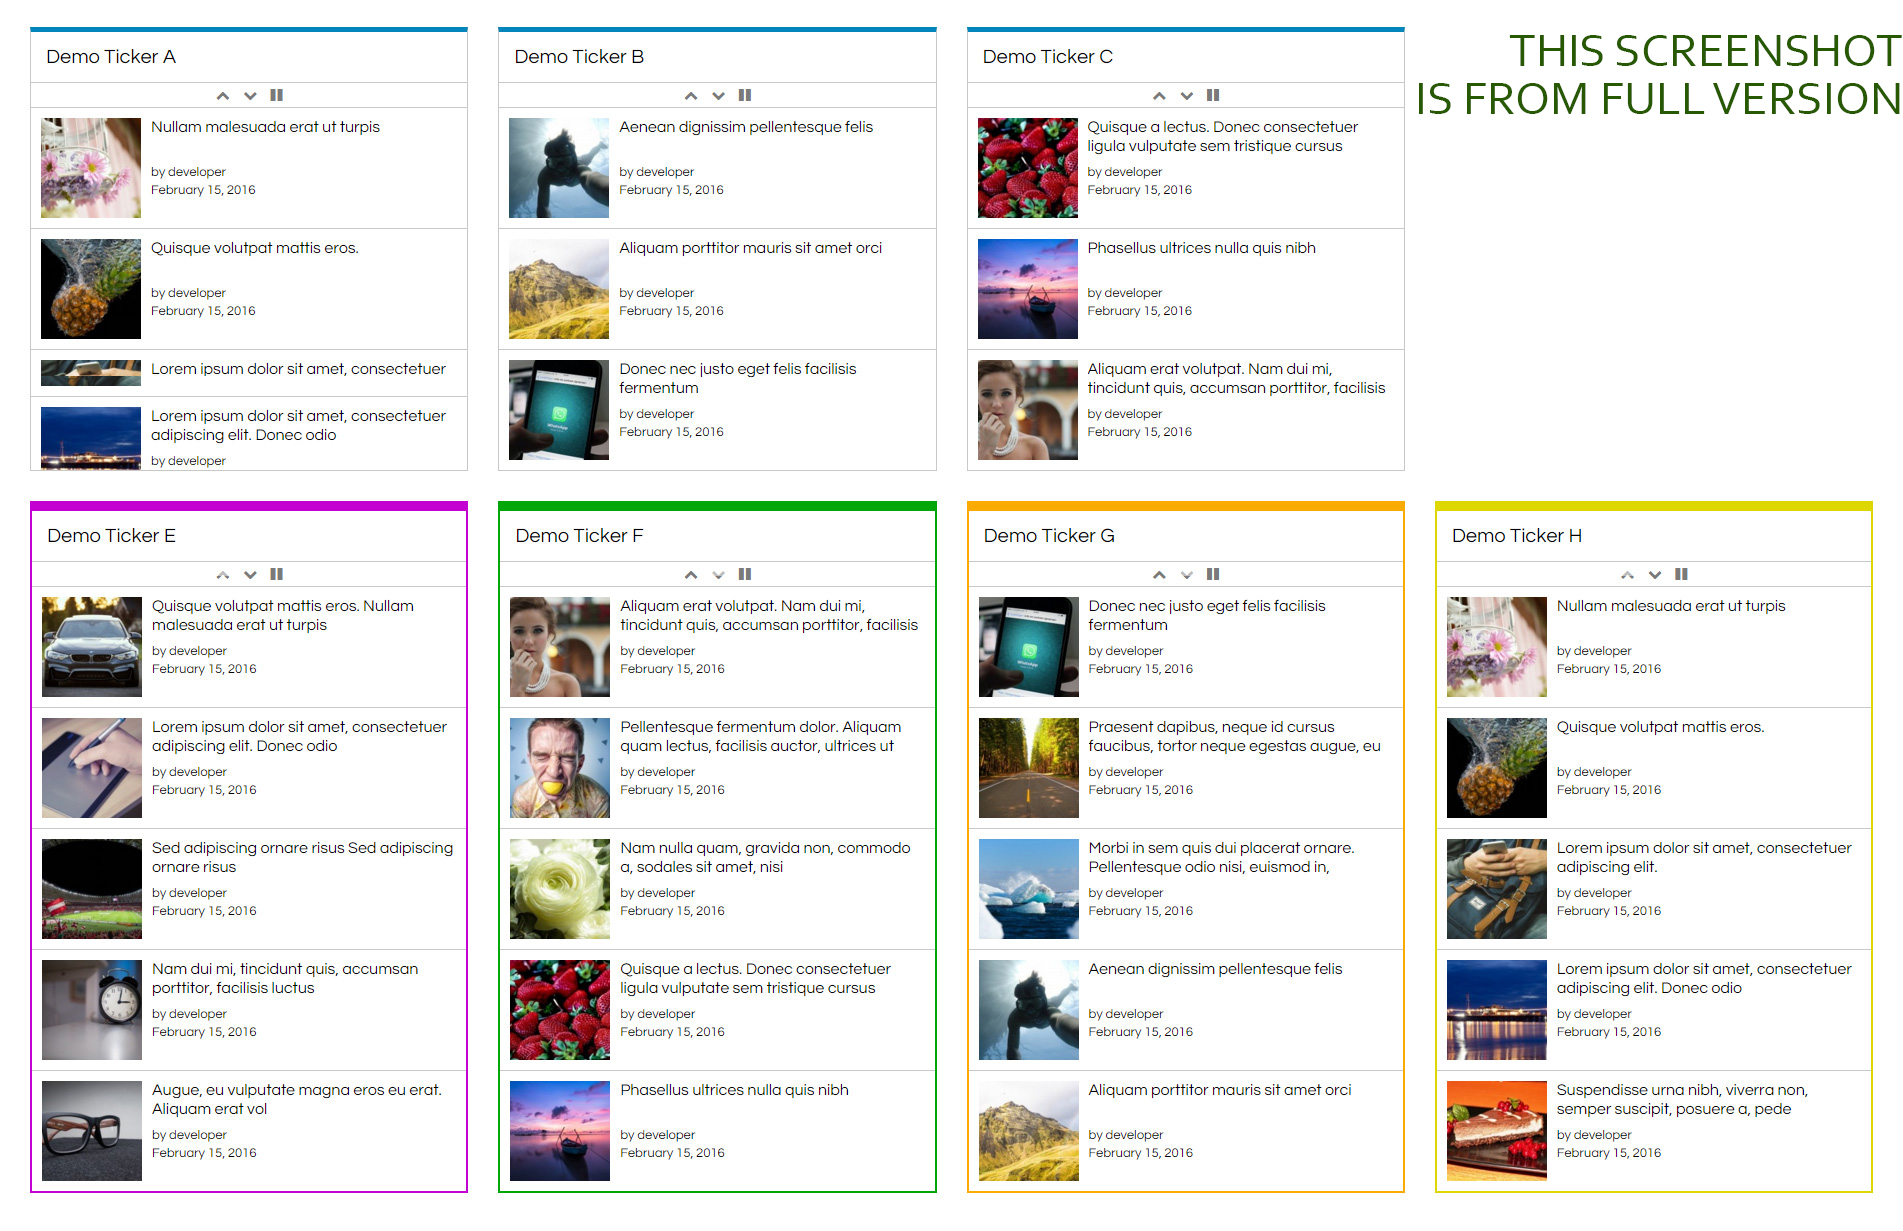 Demo Ticker A
Nullam malesuada erat ut turpis
by developer
February 15, 2016
Quisque volutpat mattis eros.
by developer
February 15, 2016
Lorem ipsum dolor sit amet, consectetuer
Lorem ipsum dolor sit amet, consectetuer
adipiscing elit. Donec odio
by developer
Demo Ticker B
Aenean dignissim pellentesque felis
by developer
February 15, 2016
Aliquam porttitor mauris sit amet orci
by developer
February 15, 2016
Donec nec justo eget felis facilisis
fermentum
by developer
February 15, 2016
Demo Ticker C
Quisque a lectus. Donec consectetuer
ligula vulputate sem tristique cursus
by developer
February 15, 2016
Phasellus ultrices nulla quis nibh
by developer
February 15, 2016
Aliquam erat volutpat. Nam dui mi,
tincidunt quis, accumsan porttitor, facilisis
by developer
February 15, 2016
THIS SCREENSHOT
IS FROM FULL VERSION
Demo Ticker E
Quisque volutpat mattis eros. Nullam
malesuada erat ut turpis
by developer
February 15, 2016
Lorem ipsum dolor sit amet, consectetuer
adipiscing elit. Donec odio
by developer
February 15, 2016
Sed adipiscing ornare risus Sed adipiscing
ornare risus
by developer
February 15, 2016
Nam dui mi, tincidunt quis, accumsan
porttitor, facilisis luctus
by developer
February 15, 2016
Augue, eu vulputate magna eros eu erat.
Aliquam erat vol
by developer
February 15, 2016
Demo Ticker F
Aliquam erat volutpat. Nam dui mi,
tincidunt quis, accumsan porttitor, facilisis
by developer
February 15, 2016
Pellentesque fermentum dolor. Aliquam
quam lectus, facilisis auctor, ultrices ut
by developer
February 15, 2016
Nam nulla quam, gravida non, commodo
a, sodales sit amet, nisi
by developer
February 15, 2016
Quisque a lectus. Donec consectetuer
ligula vulputate sem tristique cursus
by developer
February 15, 2016
Phasellus ultrices nulla quis nibh
by developer
February 15, 2016
Demo Ticker G
Donec nec justo eget felis facilisis
fermentum
by developer
February 15, 2016
Praesent dapibus, neque id cursus
faucibus, tortor neque egestas augue, eu
by developer
February 15, 2016
Morbi in sem quis dui placerat ornare.
Pellentesque odio nisi, euismod in,
by developer
February 15, 2016
Aenean dignissim pellentesque felis
by developer
February 15, 2016
Aliquam porttitor mauris sit amet orci
by developer
February 15, 2016
Demo Ticker H
Nullam malesuada erat ut turpis
by developer
February 15, 2016
Quisque volutpat mattis eros.
by developer
February 15, 2016
Lorem ipsum dolor sit amet, consectetuer
adipiscing elit.
by developer
February 15, 2016
Lorem ipsum dolor sit amet, consectetuer
adipiscing elit. Donec odio
by developer
February 15, 2016
Suspendisse urna nibh, viverra non,
semper suscipit, posuere a, pede
by developer
February 15, 2016